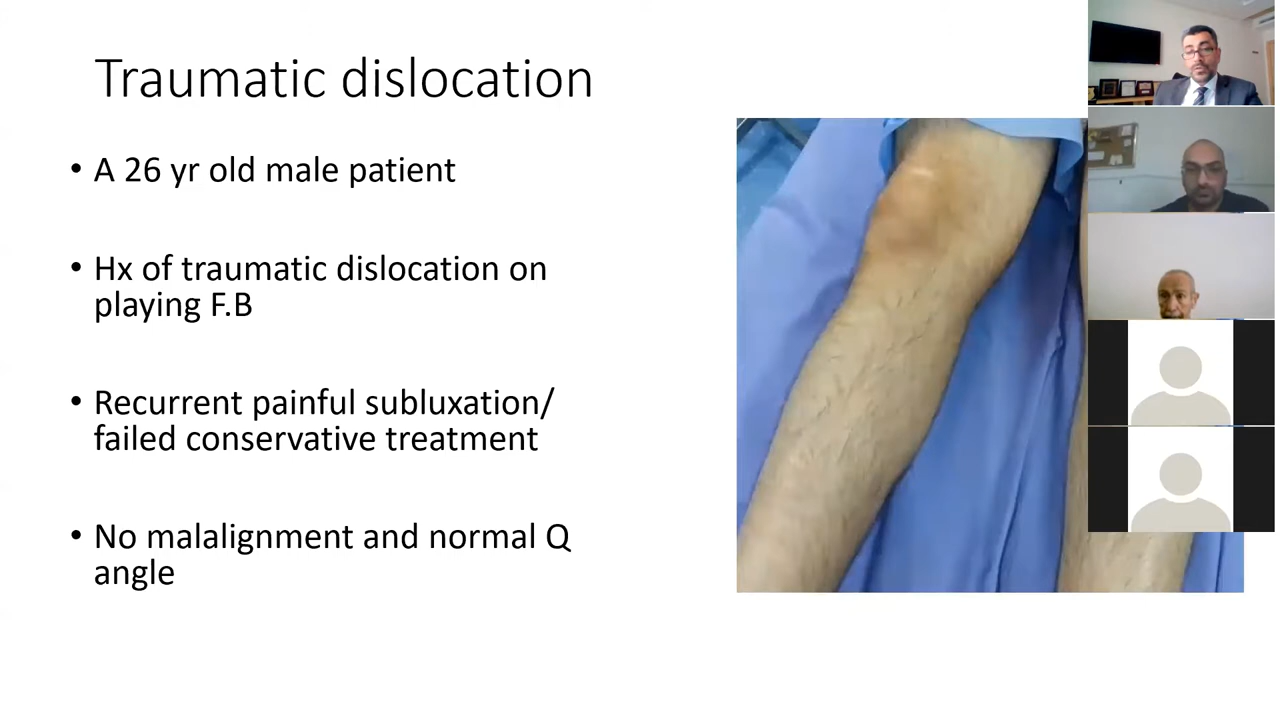 Traumatic dislocation
• A 26 yr old male patient
• Hx of traumatic dislocation on
playing F.B
• Recurrent painful subluxation/
failed conservative treatment
• No malalignment and normal Q
angle